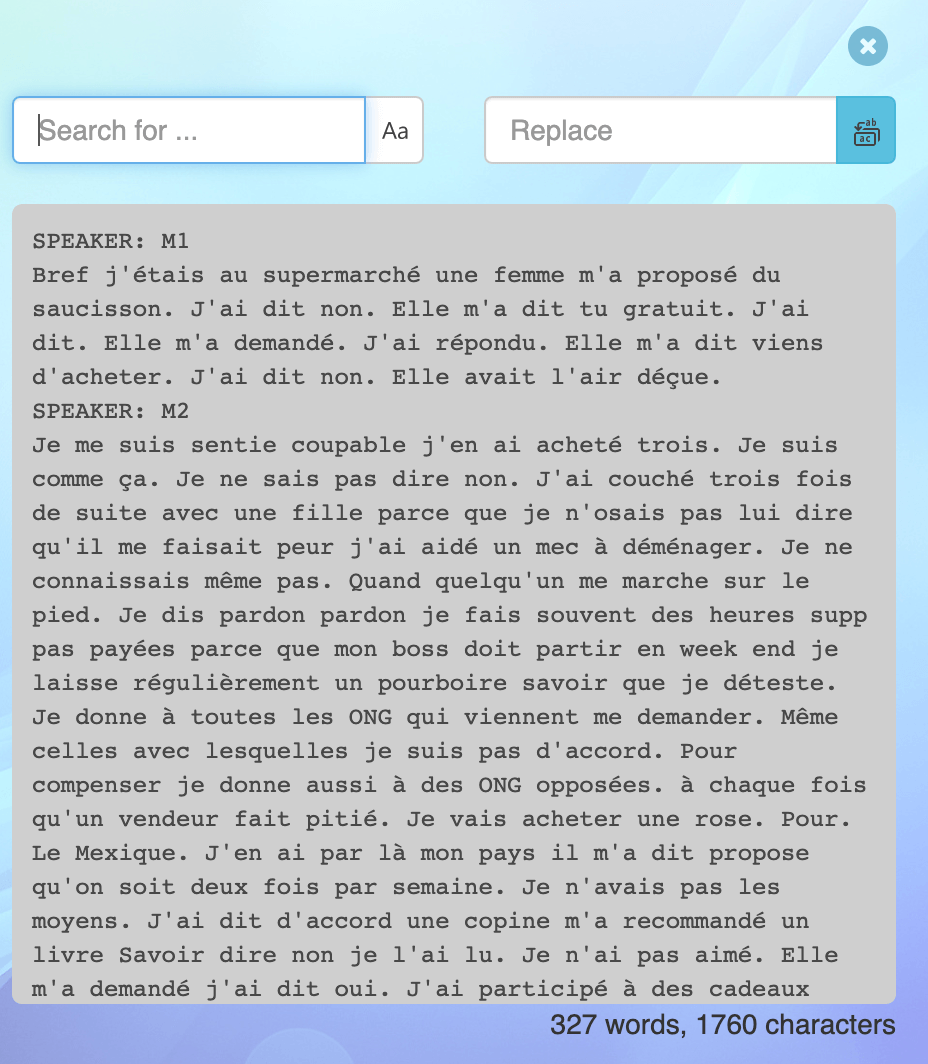 Search for ...
Aa
Replace
ab
ac
SPEAKER: M1
Bref j'étais au supermarché une femme m'a proposé du
saucisson. J'ai dit non. Elle m'a dit tu gratuit. J'ai
dit. Elle m'a demandé. J'ai répondu. Elle m'a dit viens
d'acheter. J'ai dit non. Elle avait l'air déçue.
SPEAKER: M2
Je me suis sentie coupable j'en ai acheté trois. Je suis
comme ça. Je ne sais pas dire non. J'ai couché trois fois
de suite avec une fille parce que je n'osais pas lui dire
qu'il me faisait peur j'ai aidé un mec à déménager. Je ne
connaissais même pas. Quand quelqu'un me marche sur le
pied. Je dis pardon pardon je fais souvent des heures supp
pas payées parce que mon boss doit partir en week end je
laisse régulièrement un pourboire savoir que je déteste.
Je donne à toutes les ONG qui viennent me demander. Même
celles avec lesquelles je suis pas d'accord. Pour
compenser je donne aussi à des ONG opposées. à chaque fois
qu'un vendeur fait pitié. Je vais acheter une rose. Pour.
Le Mexique. J'en ai par là mon pays il m'a dit propose
qu'on soit deux fois par semaine. Je n'avais pas les
moyens. J'ai dit d'accord une copine m'a recommandé un
livre Savoir dire non je l'ai lu. Je n'ai pas aimé. Elle
m'a demandé j'ai dit oui. J'ai participé à des cadeaux
327 words, 1760 characters